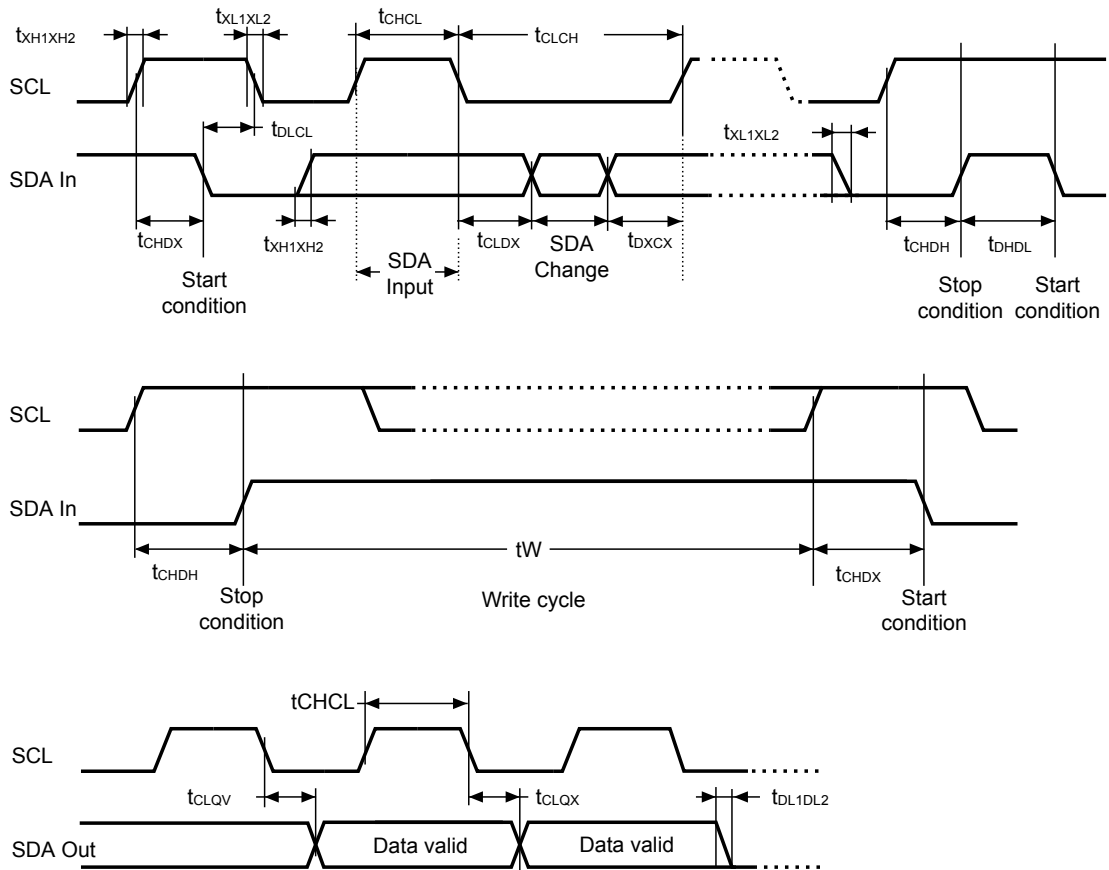 tXL1XL2
tCHCL
tXH1XH2
tCLCH
SCL
tDLCL
tXL1XL2
SDA In
tCHDX
tXH1XH2
tCLDX
SDA
Change
tDXCX
tCHDH
tDHDL
Start
condition
SDA
Input
Stop
condition
Start
condition
SCL
SDA In
tCHDH
tW
tCHDX
Stop
condition
Write cycle
Start
condition
tCHCL
SCL
tCLQV
tCLQX
tDL1DL2
SDA Out
Data valid
Data valid